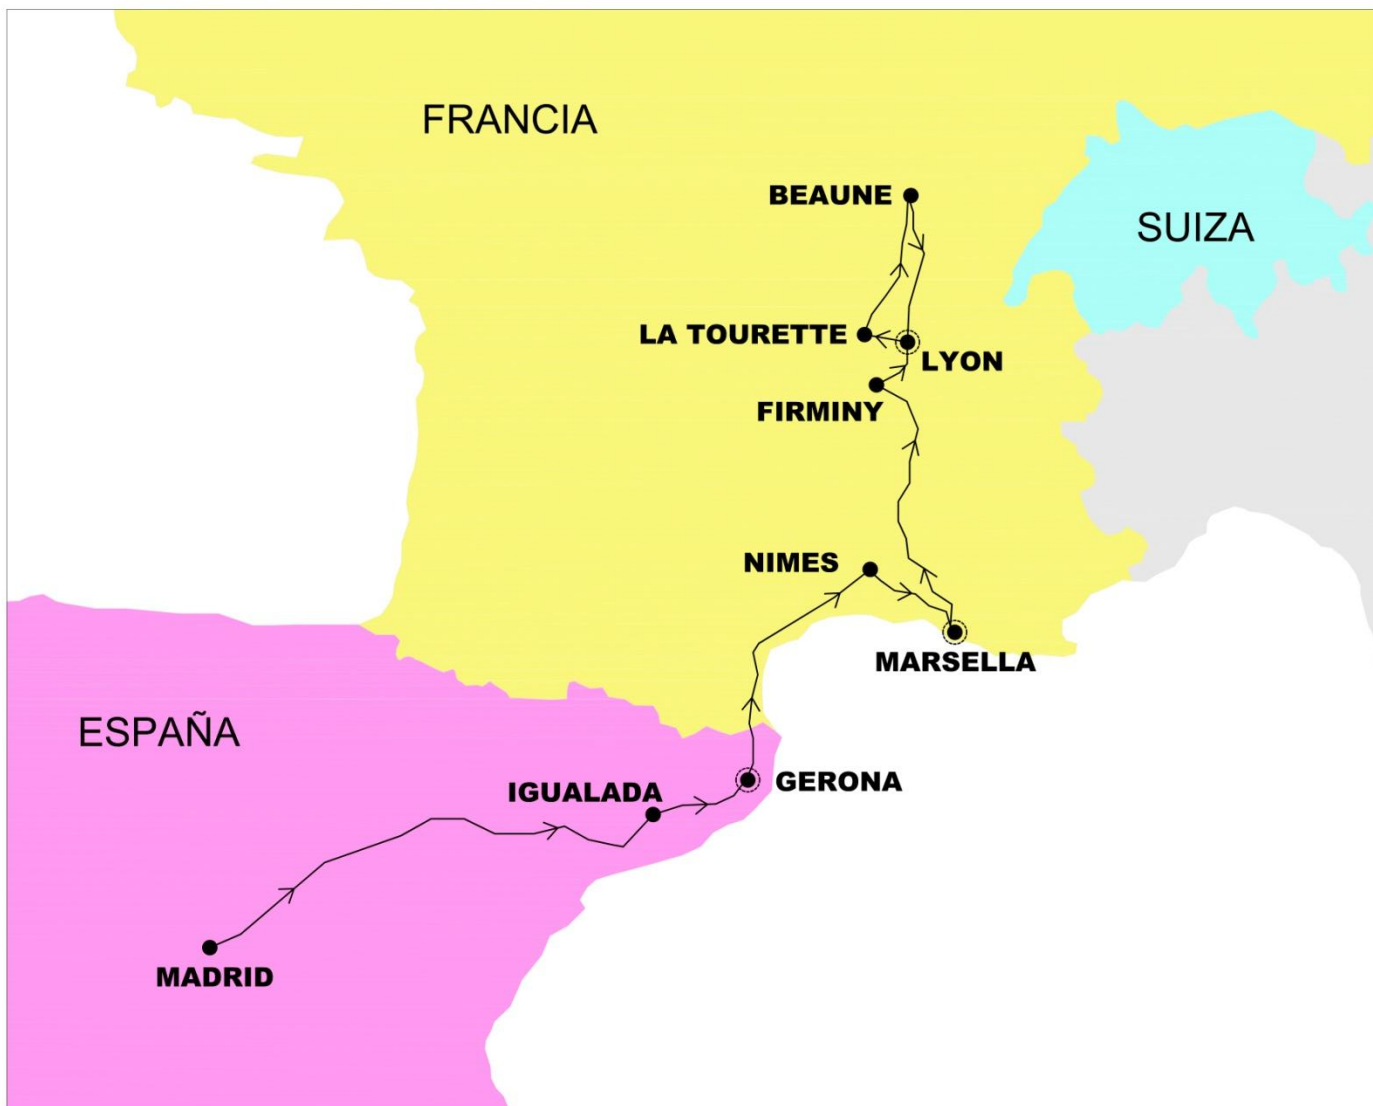 FRANCIA
BEAUNE
SUIZA
LA TOURETTE
LYON
FIRMINY
NIMES
MARSELLA
ESPAÑA
IGUALADA
GERONA
MADRID